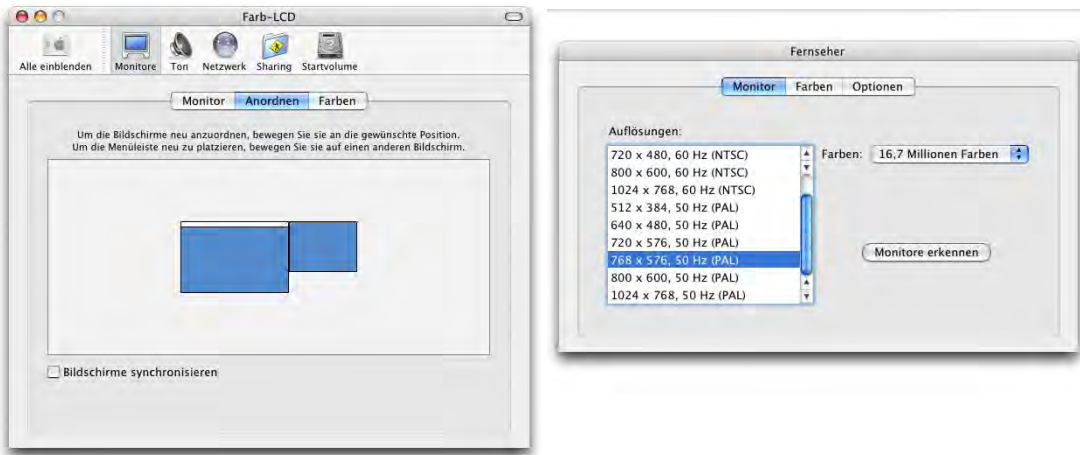 Farb-LCD
Alle einblenden Monitore Ton Netzwerk Sharing Startvolume
Monitor Anordnen Farben
Um die Bildschirme neu anzuordnen, bewegen Sie sie an die gewünschte Position.
Um die Menüleiste neu zu platzieren, bewegen Sie sie auf einen anderen Bildschirm.
Bildschirme synchronisieren
Fernseher
Monitor Farben Optionen
Auflösungen:
720 x 480, 60 Hz (NTSC)
800 x 600, 60 Hz (NTSC)
1024 x 768, 60 Hz (NTSC)
512 x 384, 50 Hz (PAL)
640 x 480, 50 Hz (PAL)
720 x 576, 50 Hz (PAL)
768 x 576, 50 Hz (PAL)
800 x 600, 50 Hz (PAL)
1024 x 768, 50 Hz (PAL)
Farben: 16,7 Millionen Farben
Monitore erkennen